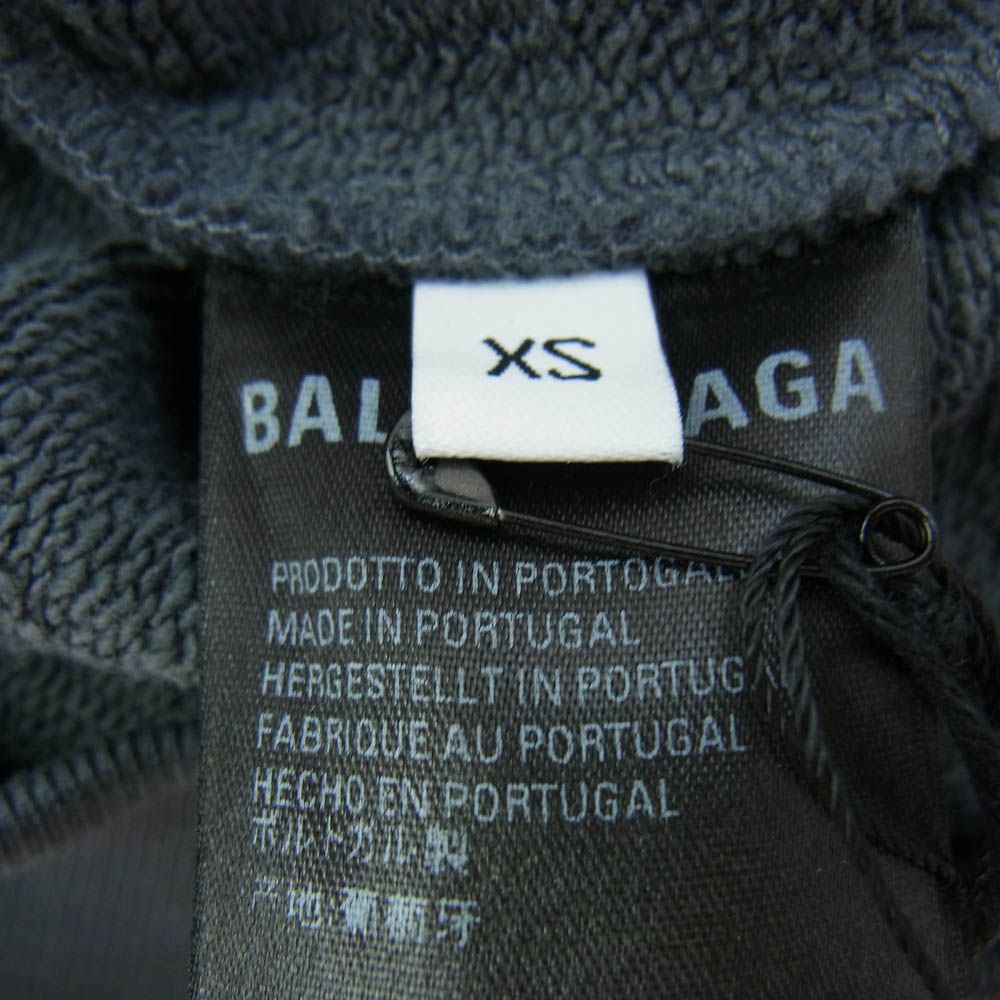 XS
BAL AGA
PRODOTTO IN PORTOGAL
MADE IN PORTUGAL
HERGESTELLT IN PORTUG
FABRIQUE AU PORTUGAL
HECHO EN PORTUGAL
ポルトガル製
产地:葡萄牙